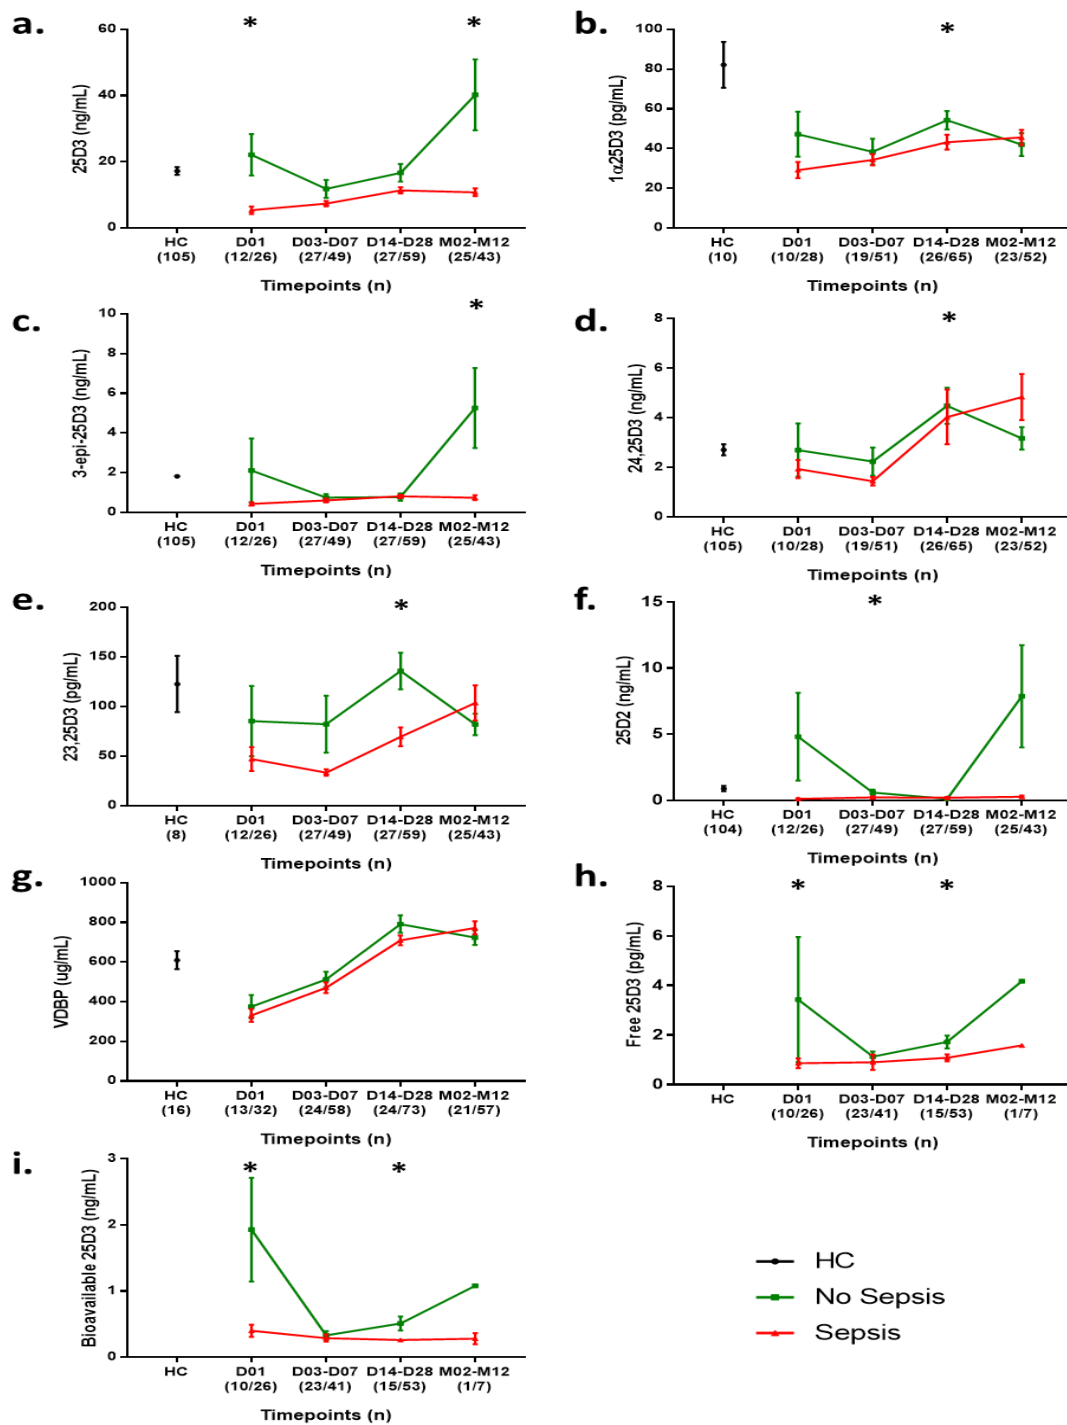 a.
*
*
60
40
20
0
25D3 (ng/mL)
HC D01 D03-D07 D14-D28 M02-M12
(105) (12/26) (27/49) (27/59) (25/43)
Timepoints (n)
b.
*
100
80
60
40
20
0
1α25D3 (pg/mL)
HC D01 D03-D07 D14-D28 M02-M12
(10) (10/28) (19/51) (26/65) (23/52)
Timepoints (n)
c.
*
10
8
6
4
2
0
3-epi-25D3 (ng/mL)
HC D01 D03-D07 D14-D28 M02-M12
(105) (12/26) (27/49) (27/59) (25/43)
Timepoints (n)
d.
*
8
6
4
2
0
24,25D3 (ng/mL)
HC D01 D03-D07 D14-D28 M02-M12
(105) (10/28) (19/51) (26/65) (23/52)
Timepoints (n)
e.
*
200
150
100
50
0
23,25D3 (pg/mL)
HC D01 D03-D07 D14-D28 M02-M12
(8) (12/26) (27/49) (27/59) (25/43)
Timepoints (n)
f.
*
15
10
5
0
25D2 (ng/mL)
HC D01 D03-D07 D14-D28 M02-M12
(104) (12/26) (27/49) (27/59) (25/43)
Timepoints (n)
g.
1000
800
600
400
200
0
VDBP (ug/mL)
HC D01 D03-D07 D14-D28 M02-M12
(16) (13/32) (24/58) (24/73) (21/57)
Timepoints (n)
h.
*
*
8
6
4
2
0
Free 25D3 (pg/mL)
HC D01 D03-D07 D14-D28 M02-M12
(10/26) (23/41) (15/53) (1/7)
Timepoints (n)
i.
*
*
3
2
1
0
Bioavailable 25D3 (ng/mL)
HC D01 D03-D07 D14-D28 M02-M12
(10/26) (23/41) (15/53) (1/7)
Timepoints (n)
HC
No Sepsis
Sepsis